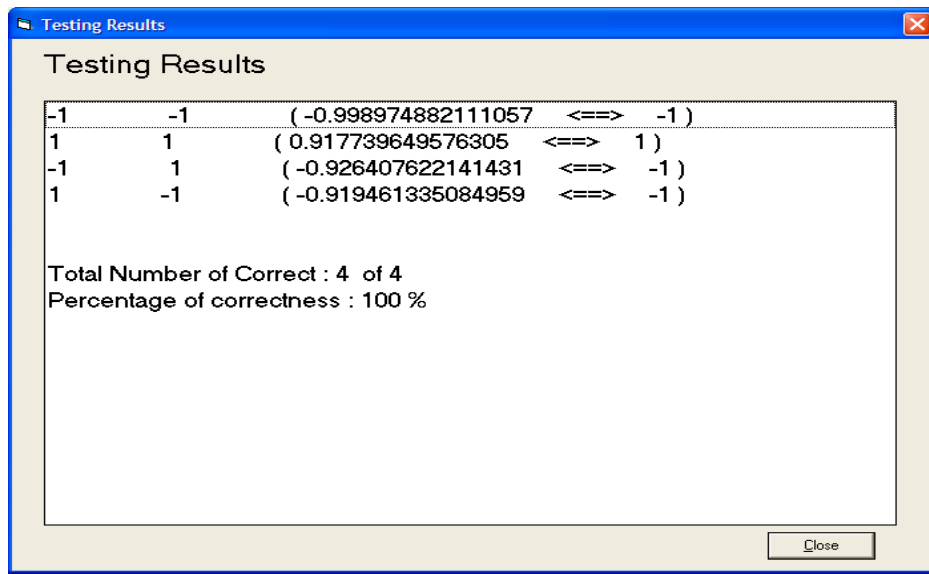 Testing Results
Testing Results
-1 -1 ( -0.998974882111057 <==> -1 )
1 1 ( 0.917739649576305 <==> 1 )
-1 1 ( -0.926407622141431 <==> -1 )
1 -1 ( -0.919461335084959 <==> -1 )
Total Number of Correct : 4 of 4
Percentage of correctness : 100 %
Close